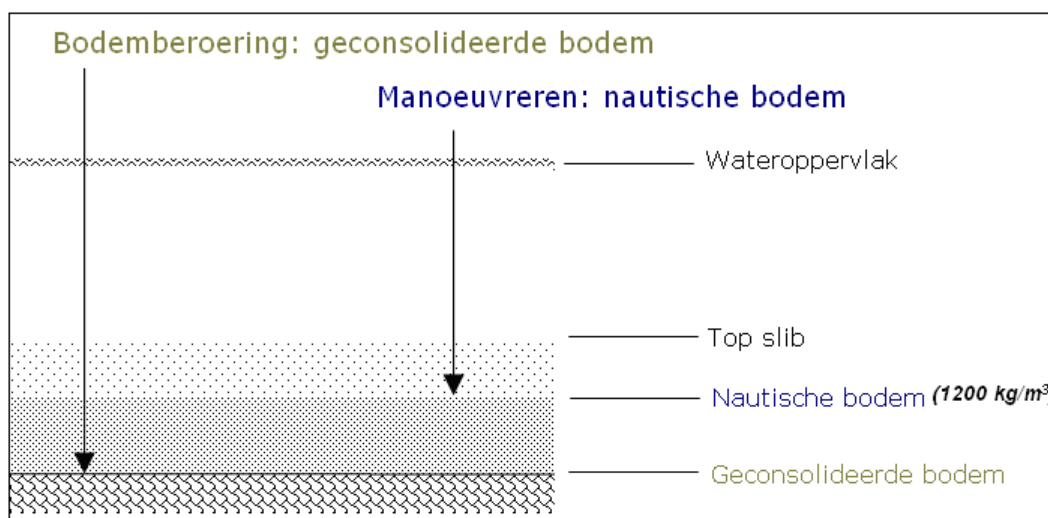 Bodemberoering: geconsolideerde bodem
Manoeuvreren: nautische bodem
Wateroppervlak
Top slib
Nautische bodem (1200 kg/m³)
Geconsolideerde bodem